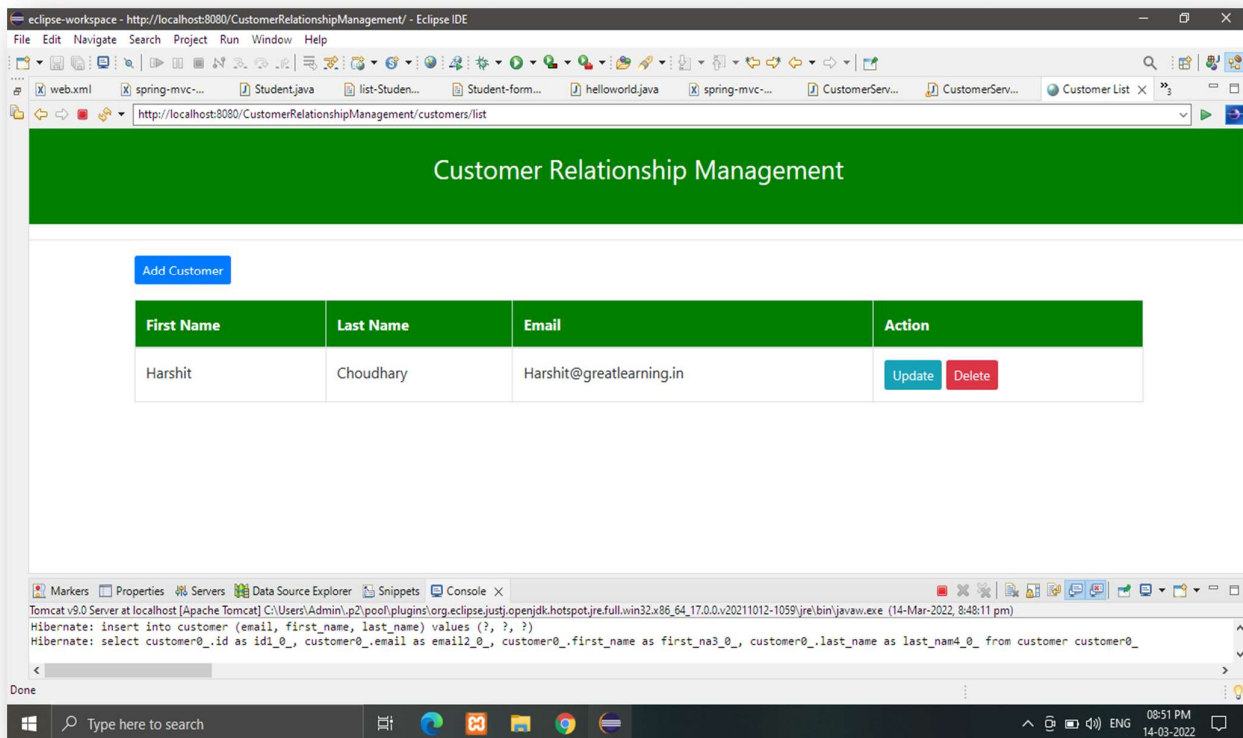 eclipse-workspace - http://localhost:8080/CustomerRelationshipManagement/ - Eclipse IDE
File Edit Navigate Search Project Run Window Help
web.xml spring-mvc-... Student.java list-Studen... Student-form... helloworld.java spring-mvc-... CustomerServ... CustomerServ... Customer List »3
http://localhost:8080/CustomerRelationshipManagement/customers/list
Customer Relationship Management
Add Customer
First Name Last Name Email Action
Harshit Choudhary Harshit@greatlearning.in Update Delete
Markers Properties Servers Data Source Explorer Snippets Console
Tomcat v9.0 Server at localhost [Apache Tomcat] C:\Users\Admin\.p2\pool\plugins\org.eclipse.justj.openjdk.hotspot.jre.full.win32.x86_64_17.0.0.v20211012-1059\jre\bin\javaw.exe (14-Mar-2022, 8:48:11 pm)
Hibernate: insert into customer (email, first_name, last_name) values (?, ?, ?)
Hibernate: select customer0_.id as id1_0_, customer0_.email as email2_0_, customer0_.first_name as first_na3_0_, customer0_.last_name as last_nam4_0_ from customer customer0_
Done
Type here to search
ENG
08:51 PM
14-03-2022